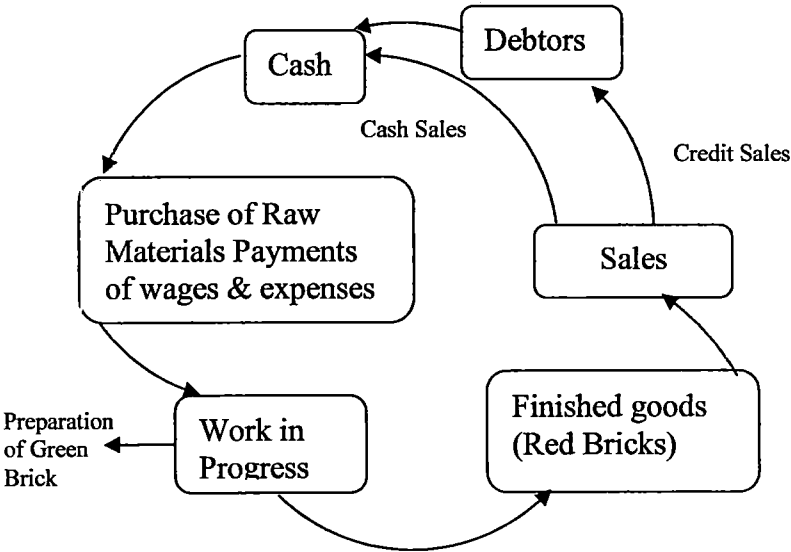 Debtors
Cash
Cash Sales
Credit Sales
Purchase of Raw
Materials Payments
of wages & expenses
Sales
Preparation
of Green
Brick
Work in
Progress
Finished goods
(Red Bricks)